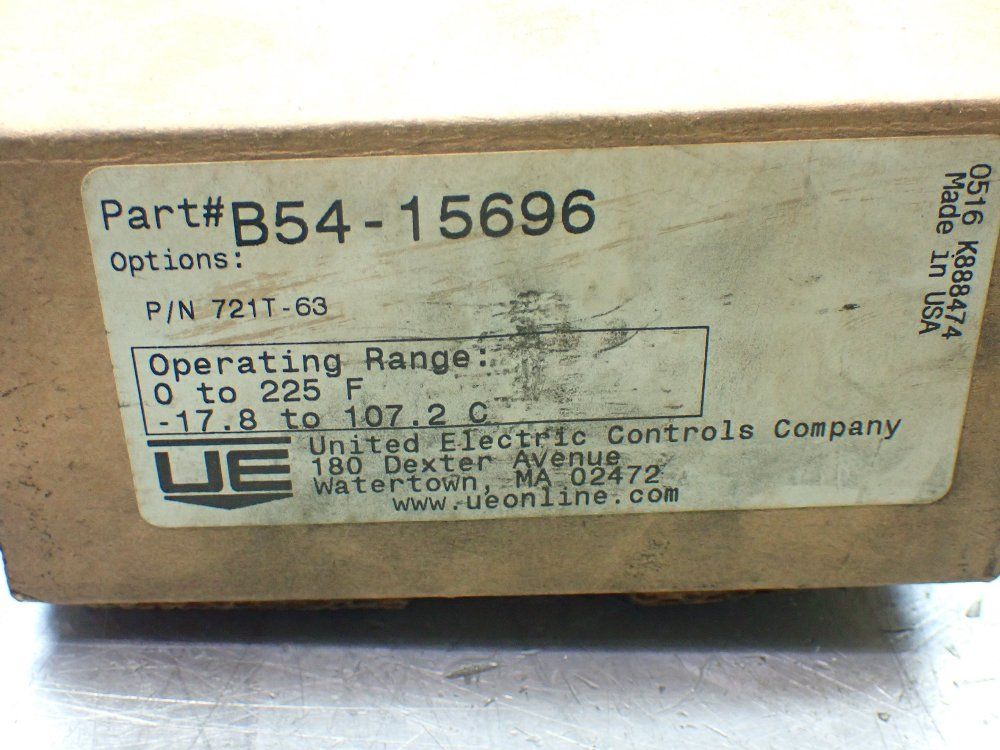 Part# B54-15696
Options:
P/N 721T-63
Operating Range:
0 to 225 F
-17.8 to 107.2 C
UE
United Electric Controls Company
180 Dexter Avenue
Watertown, MA 02472
www.ueonline.com
0516 K888474
Made in USA